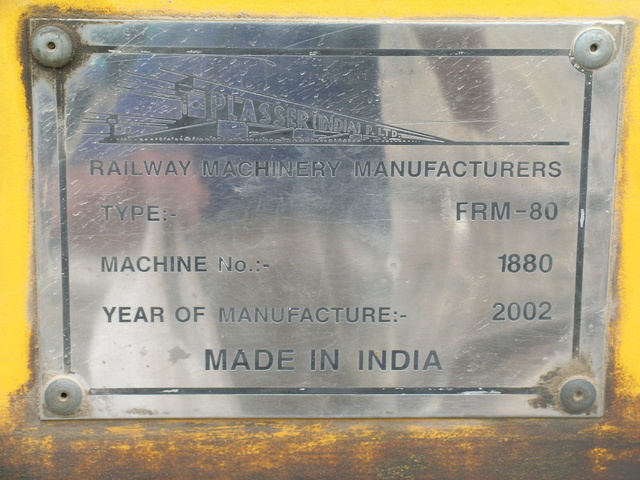 PLASSER (INDIA) P. LTD.
RAILWAY MACHINERY MANUFACTURERS
TYPE:- FRM-80
MACHINE No.:- 1880
YEAR OF MANUFACTURE:- 2002
MADE IN INDIA